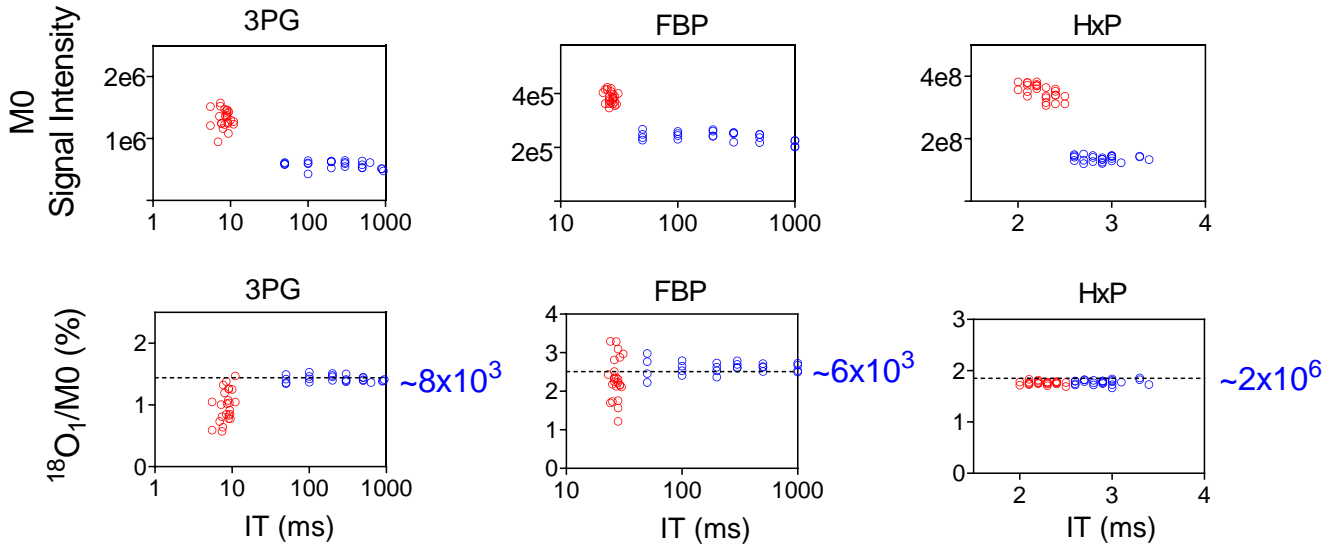 3PG
FBP
HxP
M0
Signal Intensity
2e6
1e6
1
10
100
1000
4e5
2e5
10
100
1000
4e8
2e8
2
3
4
3PG
FBP
HxP
¹⁸O₁/M0 (%)
2
1
0
1
10
100
1000
IT (ms)
~8x10³
4
3
2
1
0
10
100
1000
IT (ms)
~6x10³
3
2
1
0
2
3
4
IT (ms)
~2x10⁶